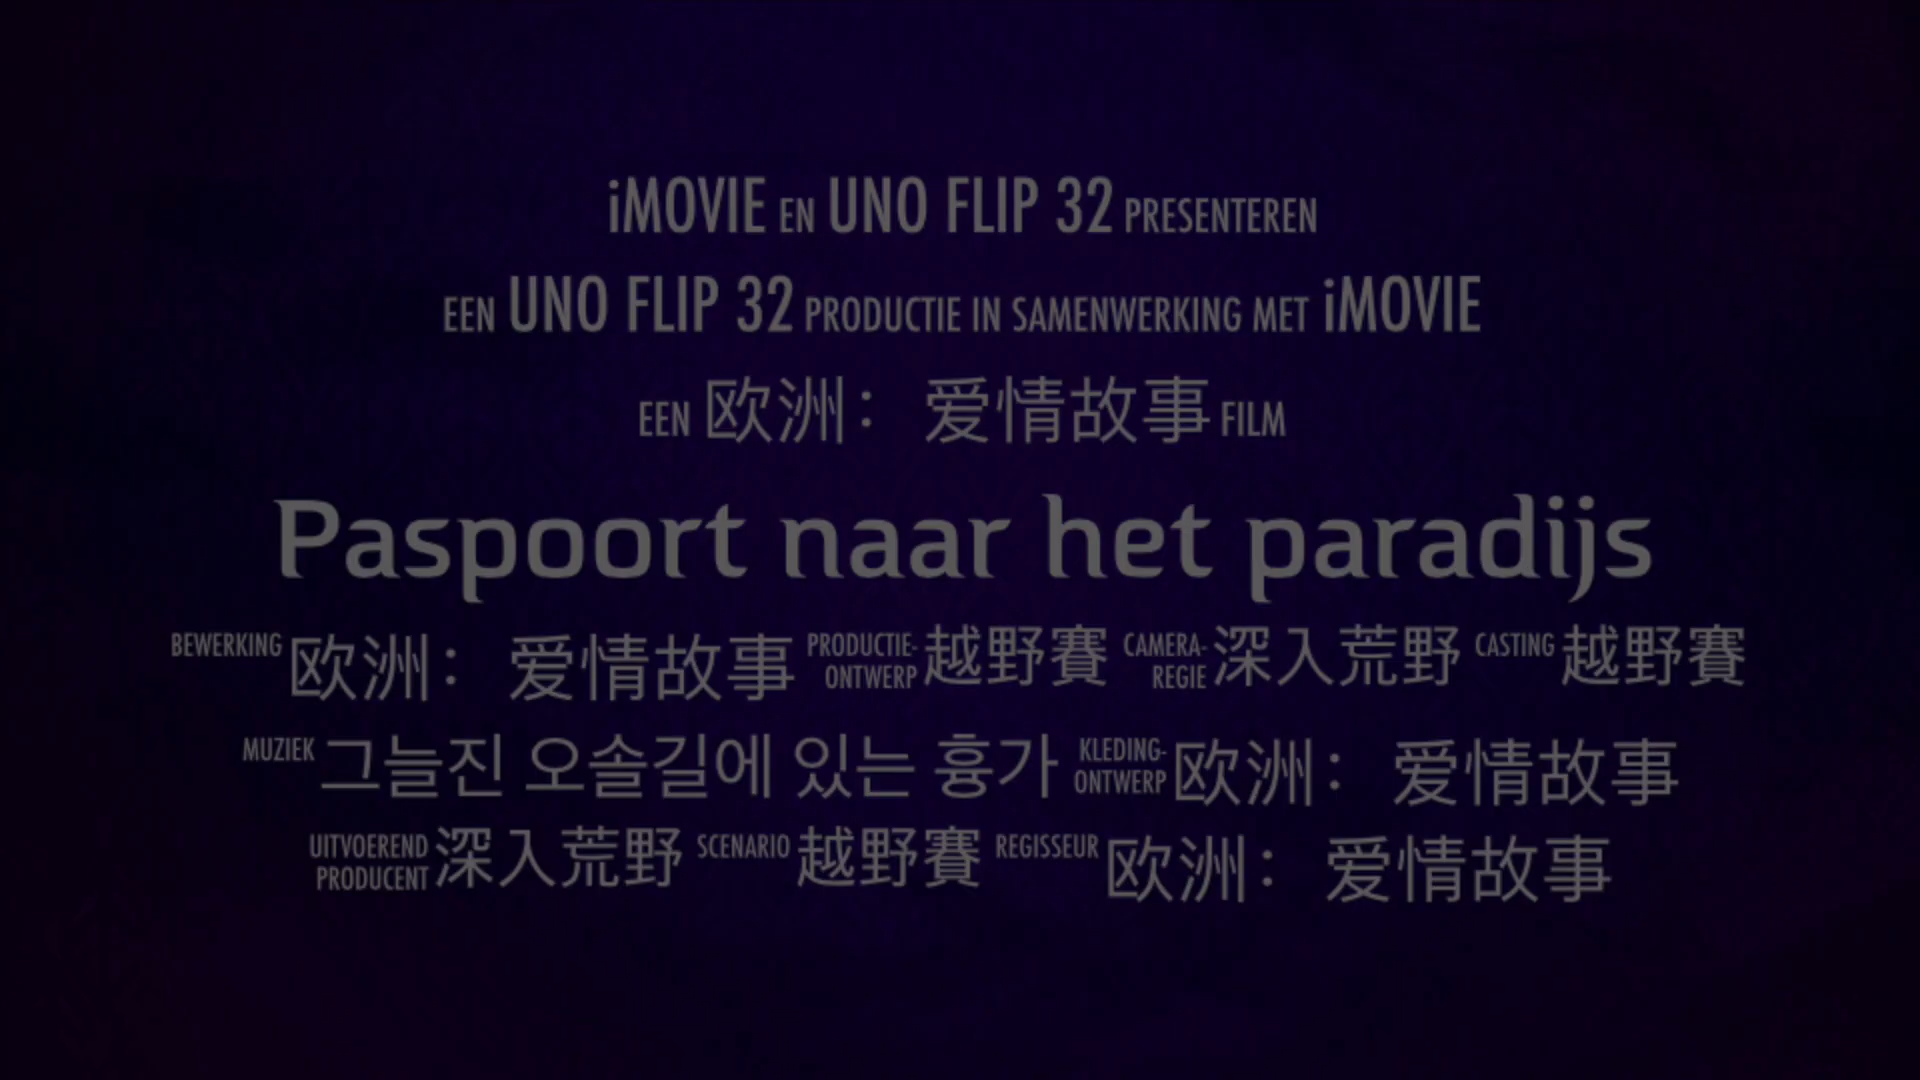 iMOVIE EN UNO FLIP 32 PRESENTEREN
EEN UNO FLIP 32 PRODUCTIE IN SAMENWERKING MET iMOVIE
EEN 欧洲： 爱情故事 FILM
Paspoort naar het paradijs
BEWERKING 欧洲： 爱情故事 PRODUCTIE-ONTWERP 越野賽 CAMERA-REGIE 深入荒野 CASTING 越野賽
MUZIEK 그늘진 오솔길에 있는 흉가 KLEDING-ONTWERP 欧洲： 爱情故事
UITVOEREND PRODUCENT 深入荒野 SCENARIO 越野賽 REGISSEUR 欧洲： 爱情故事